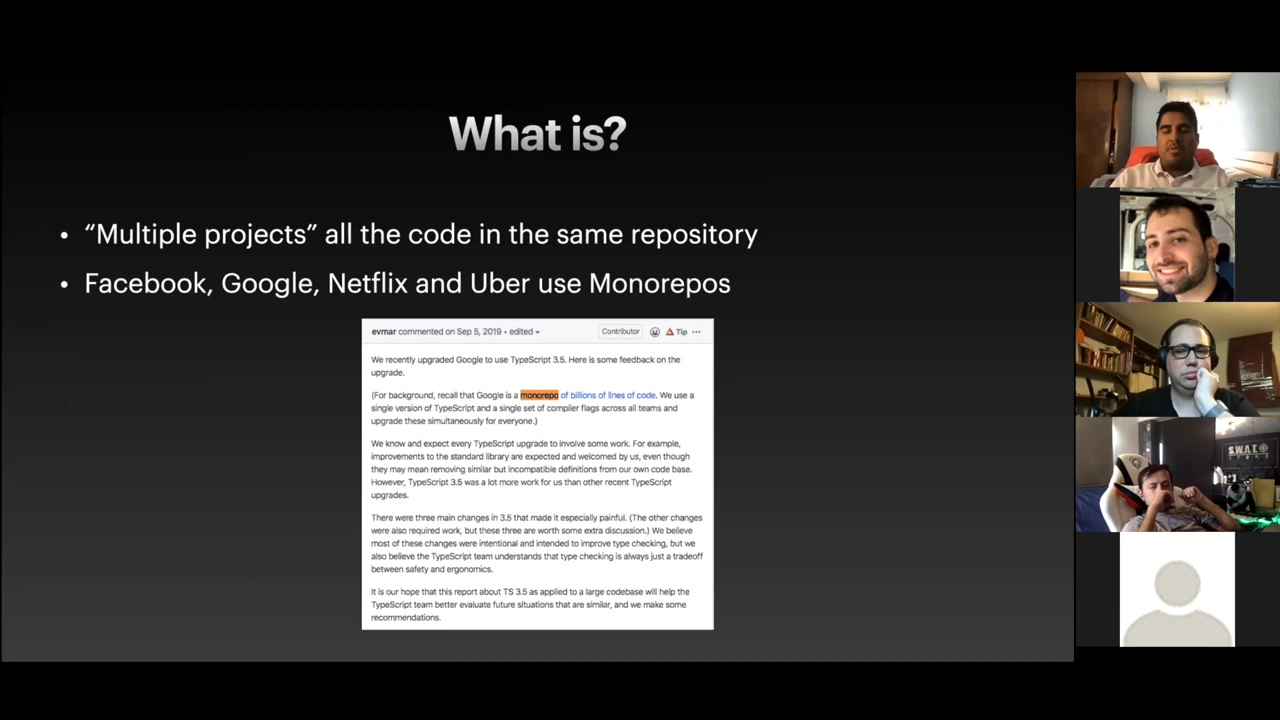 What is?
• “Multiple projects” all the code in the same repository
• Facebook, Google, Netflix and Uber use Monorepos
evmar commented on Sep 5, 2019 • edited
Contributor
Tip
We recently upgraded Google to use TypeScript 3.5. Here is some feedback on the
upgrade.
(For background, recall that Google is a monorepo of billions of lines of code. We use a
single version of TypeScript and a single set of compiler flags across all teams and
upgrade these simultaneously for everyone.)
We know and expect every TypeScript upgrade to involve some work. For example,
improvements to the standard library are expected and welcomed by us, even though
they may mean removing similar but incompatible definitions from our own code base.
However, TypeScript 3.5 was a lot more work for us than other recent TypeScript
upgrades.
There were three main changes in 3.5 that made it especially painful. (The other changes
were also required work, but these three are worth some extra discussion.) We believe
most of these changes were intentional and intended to improve type checking, but we
also believe the TypeScript team understands that type checking is always just a tradeoff
between safety and ergonomics.
It is our hope that this report about TS 3.5 as applied to a large codebase will help the
TypeScript team better evaluate future situations that are similar, and we make some
recommendations.
S.W.A.T.